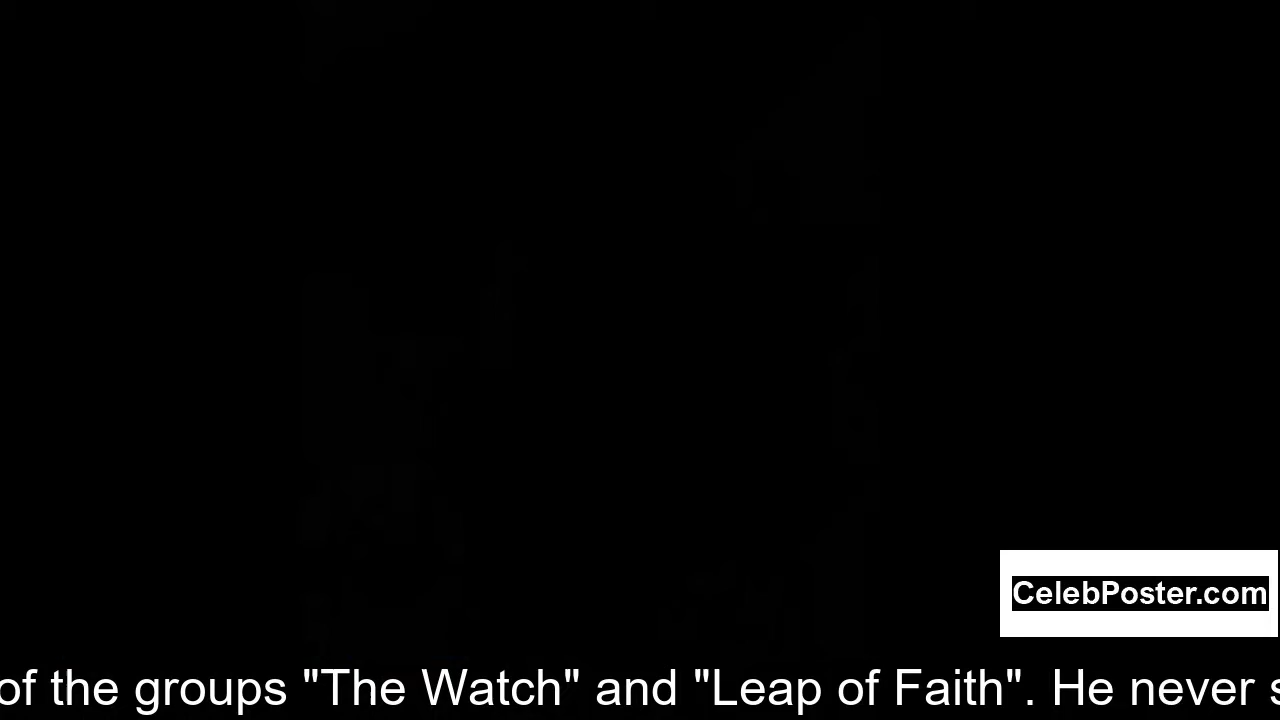 CelebPoster.com
of the groups "The Watch" and "Leap of Faith". He never